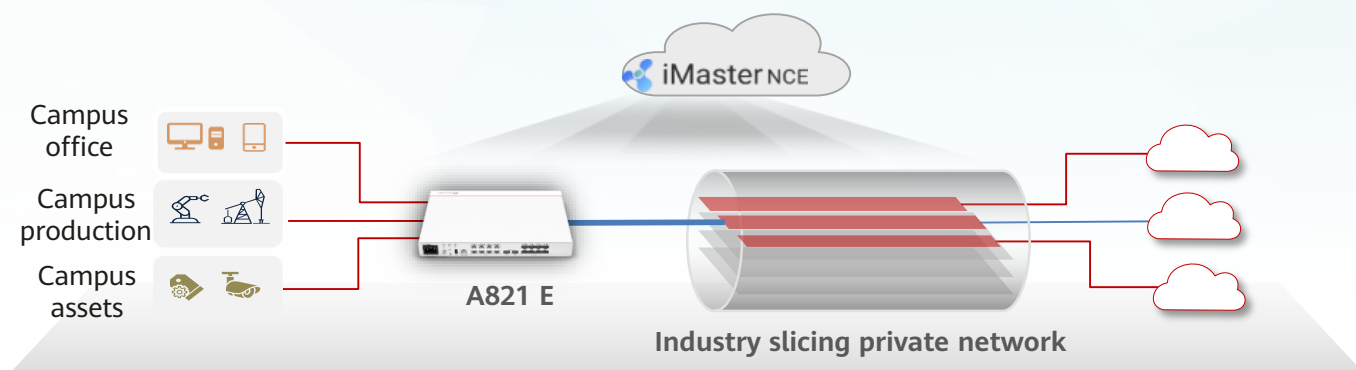 iMaster NCE
Campus
office
Campus
production
Campus
assets
A821 E
Industry slicing private network